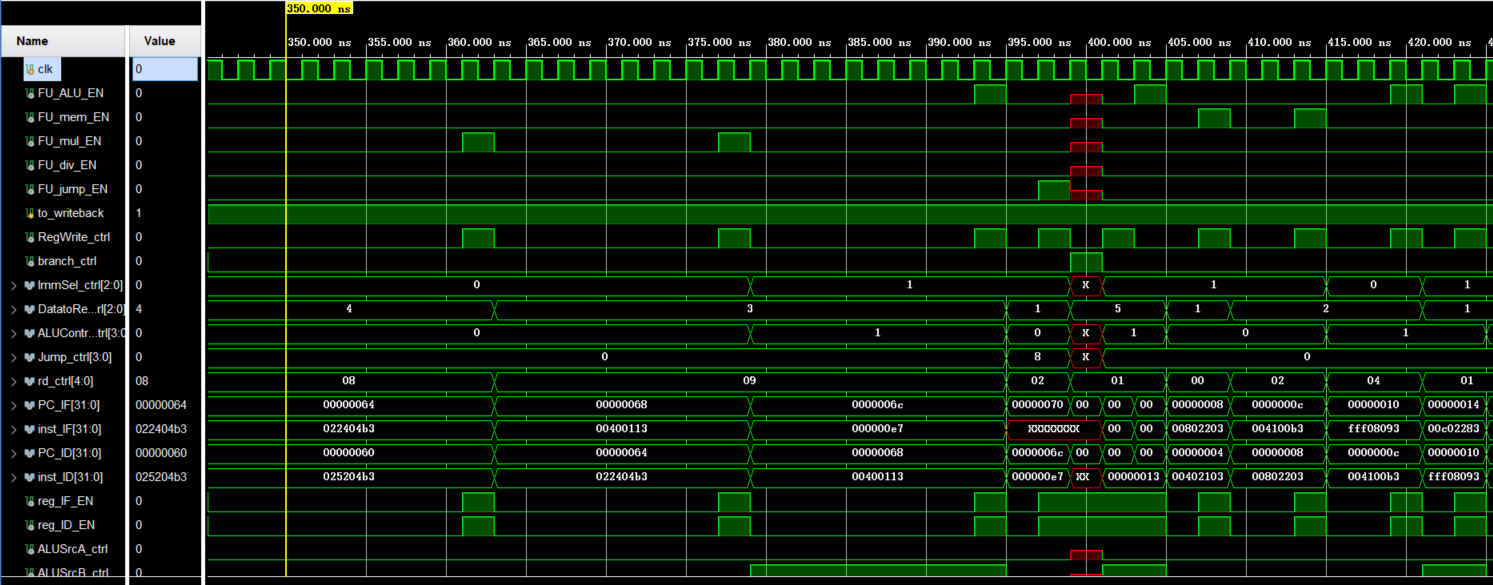 350.000 ns
Name Value
350.000 ns 355.000 ns 360.000 ns 365.000 ns 370.000 ns 375.000 ns 380.000 ns 385.000 ns 390.000 ns 395.000 ns 400.000 ns 405.000 ns 410.000 ns 415.000 ns 420.000 ns
clk 0
FU_ALU_EN 0
FU_mem_EN 0
FU_mul_EN 0
FU_div_EN 0
FU_jump_EN 0
to_writeback 1
RegWrite_ctrl 0
branch_ctrl 0
ImmSel_ctrl[2:0] 0 0 1 X 1 0 1
DatatoRe...rl[2:0] 4 4 3 1 5 1 2 1
ALUContr...trl[3:0 0 0 1 0 X 1 0 1
Jump_ctrl[3:0] 0 0 8 X 0
rd_ctrl[4:0] 08 08 09 02 01 00 02 04 01
PC_IF[31:0] 00000064 00000064 00000068 0000006c 00000070 00 00 00 00000008 0000000c 00000010 00000014
inst_IF[31:0] 022404b3 022404b3 00400113 000000e7 XXXXXXXX 00 00 00802203 004100b3 fff08093 00c02283
PC_ID[31:0] 00000060 00000060 00000064 00000068 0000006c 00 00 00 00000004 00000008 0000000c 00000010
inst_ID[31:0] 025204b3 025204b3 022404b3 00400113 000000e7 XX 00000013 00402103 00802203 004100b3 fff08093
reg_IF_EN 0
reg_ID_EN 0
ALUSrcA_ctrl 0
ALUSrcB_ctrl 0